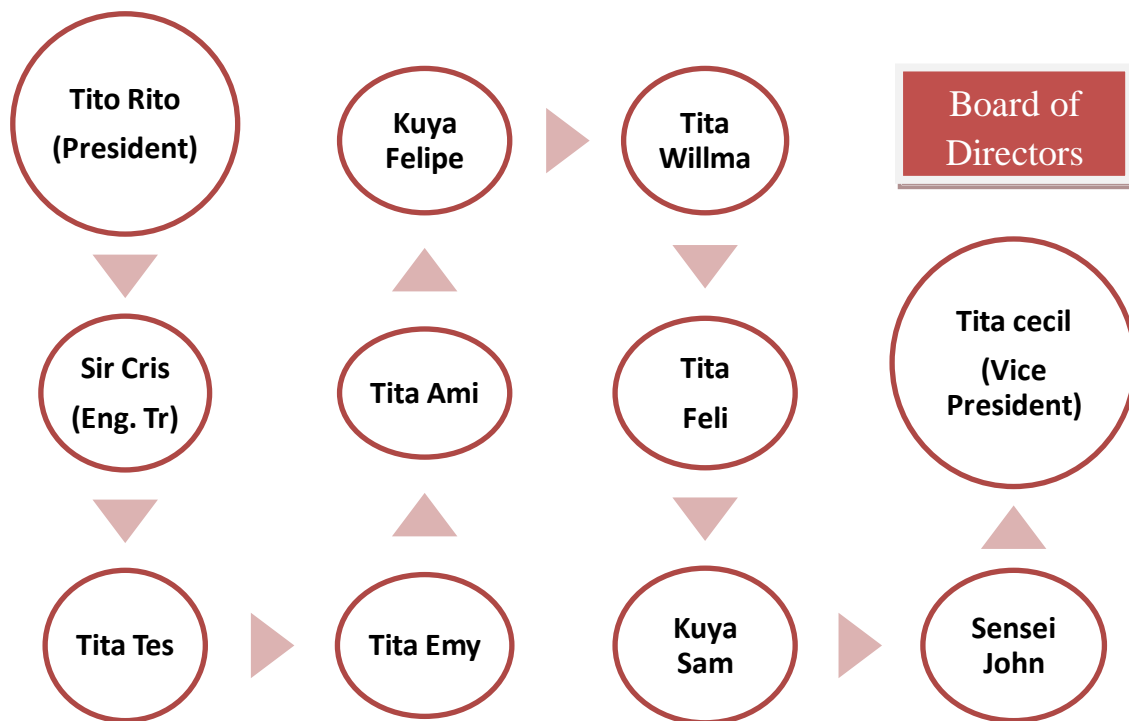 Tito Rito
(President)
Sir Cris
(Eng. Tr)
Tita Tes
Tita Emy
Tita Ami
Kuya
Felipe
Tita
Willma
Tita
Feli
Kuya
Sam
Sensei
John
Tita cecil
(Vice
President)
Board of
Directors